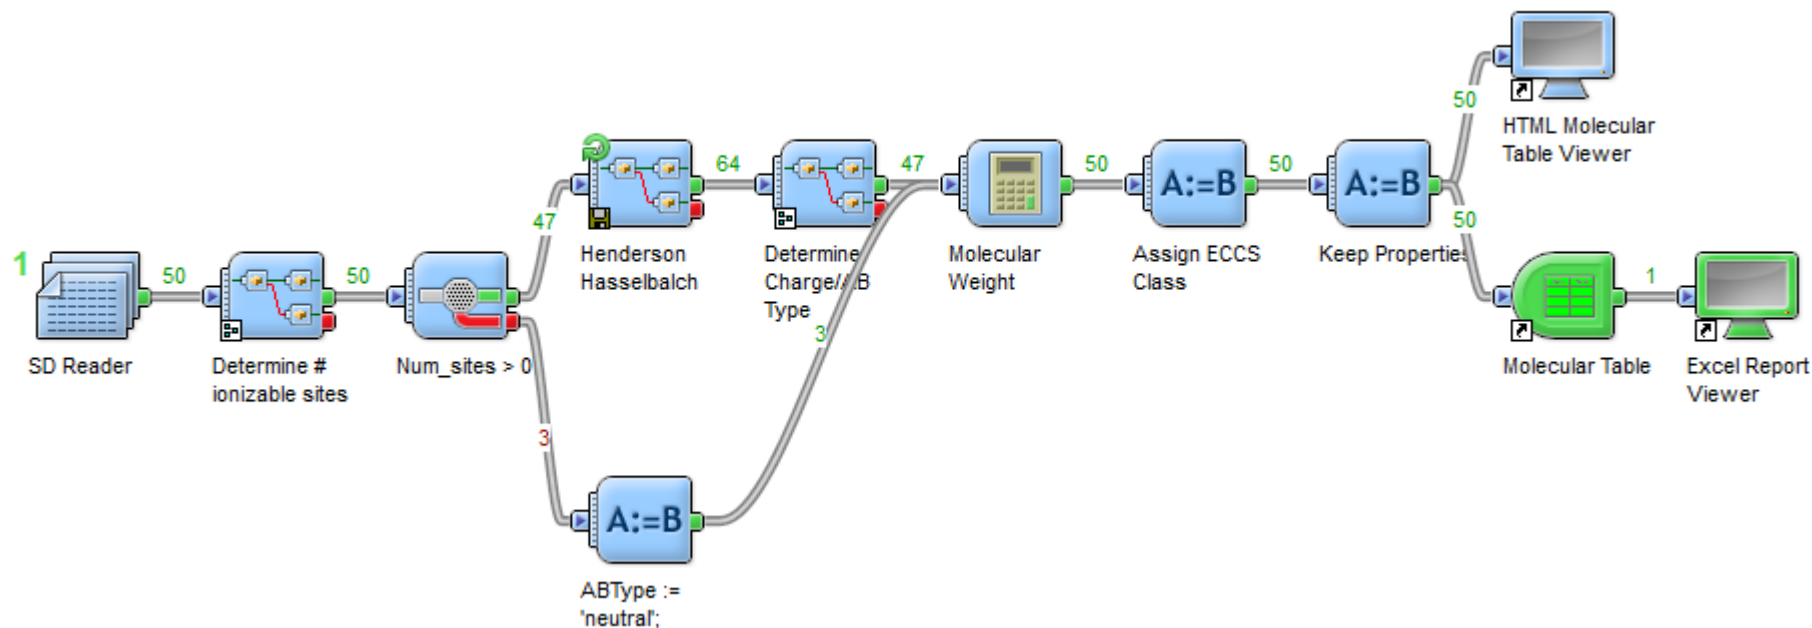 50
HTML Molecular
Table Viewer
64
47
50
A:=B
50
A:=B
47
Henderson
Hasselbalch
Determine
Charge/AB
Type
Molecular
Weight
Assign ECCS
Class
Keep Properties
50
1
50
50
1
3
SD Reader
Determine #
ionizable sites
Num_sites > 0
Molecular Table
Excel Report
Viewer
3
A:=B
ABType :=
'neutral';